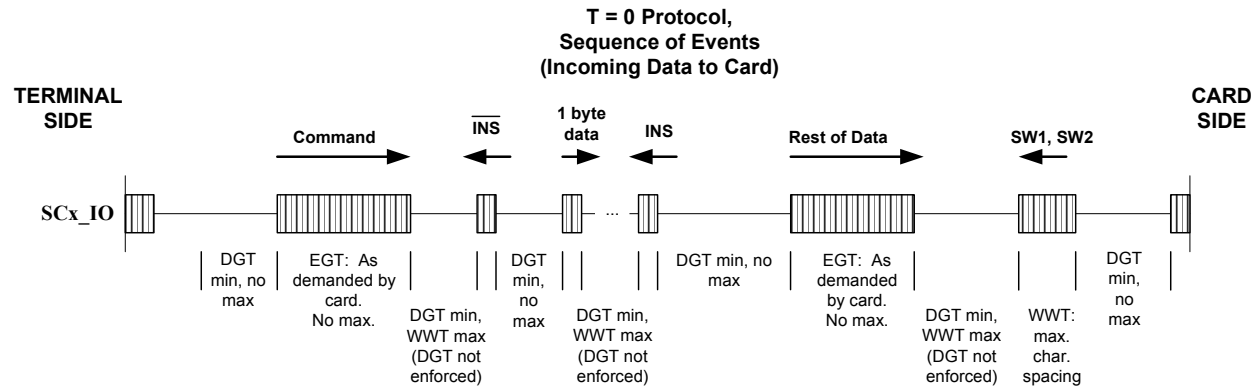 T = 0 Protocol,
Sequence of Events
(Incoming Data to Card)
TERMINAL
SIDE
CARD
SIDE
Command
INS
1 byte
data
INS
Rest of Data
SW1, SW2
SCx_IO
...
DGT
min, no
max
EGT: As
demanded by
card.
No max.
DGT min,
WWT max
(DGT not
enforced)
DGT
min,
no
max
DGT min,
WWT max
(DGT not
enforced)
DGT min, no
max
EGT: As
demanded
by card.
No max.
DGT min,
WWT max
(DGT not
enforced)
WWT:
max.
char.
spacing
DGT
min,
no
max